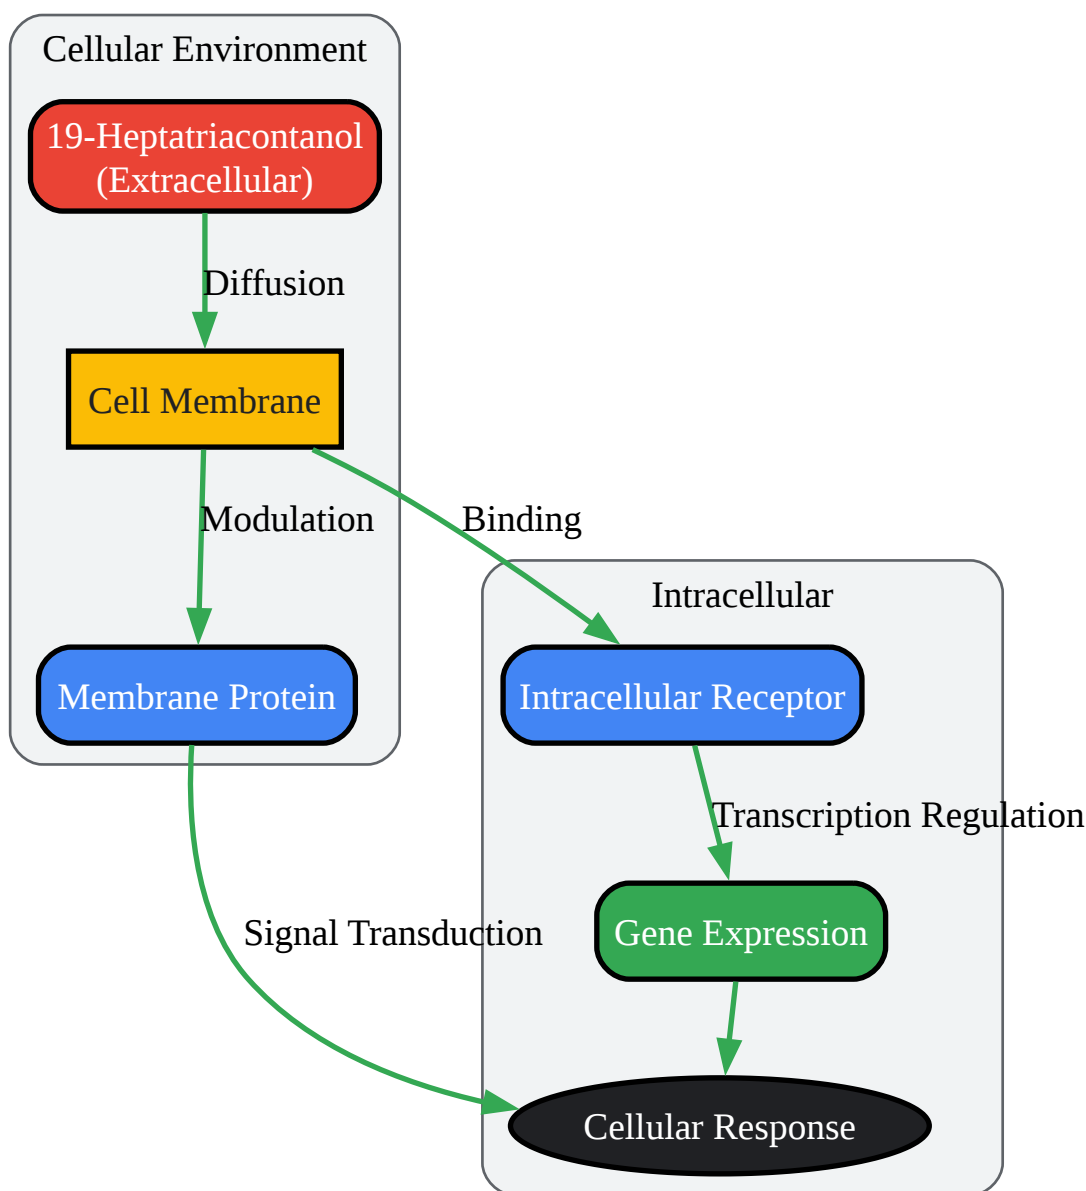 Cellular Environment
19-Heptatriacontanol
(Extracellular)
Diffusion
Cell Membrane
Modulation
Binding
Intracellular
Membrane Protein
Intracellular Receptor
Transcription Regulation
Signal Transduction
Gene Expression
Cellular Response